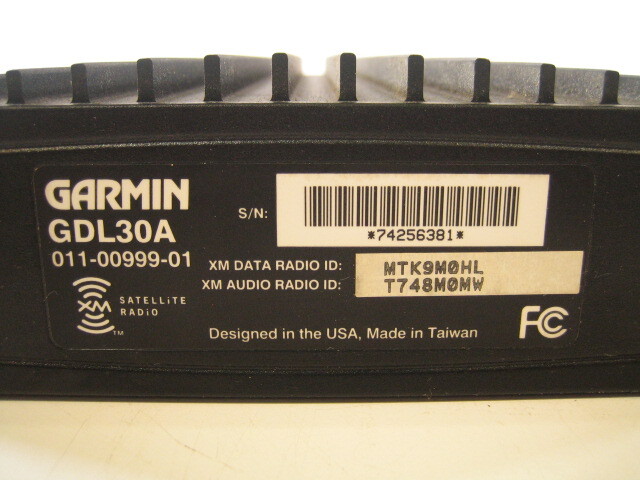 GARMIN
GDL30A
011-00999-01
S/N:
*74256381*
XM DATA RADIO ID: MTK9M0HL
XM AUDIO RADIO ID: T748M0MW
XM SATELLITE RADIO
TM
Designed in the USA, Made in Taiwan
FC